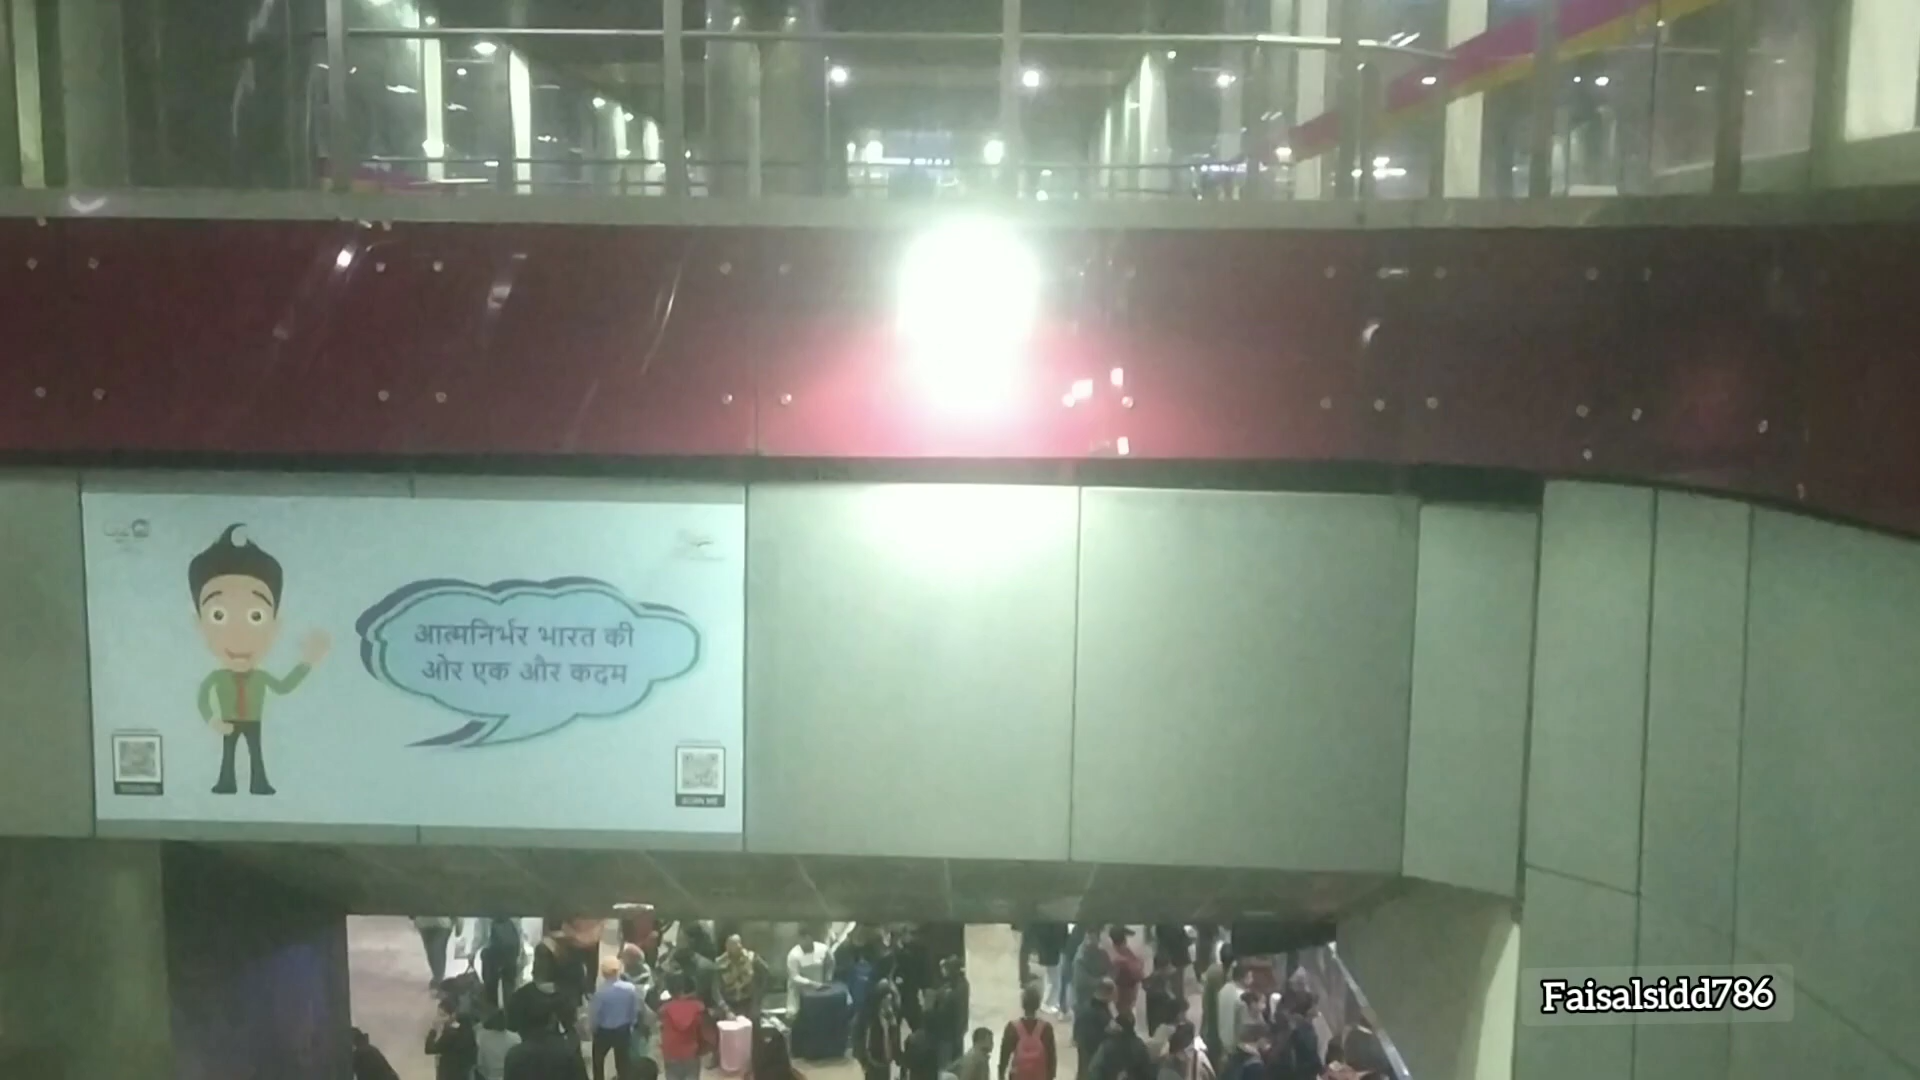 आत्मनिर्भर भारत की
ओर एक और कदम
Faisalsidd786